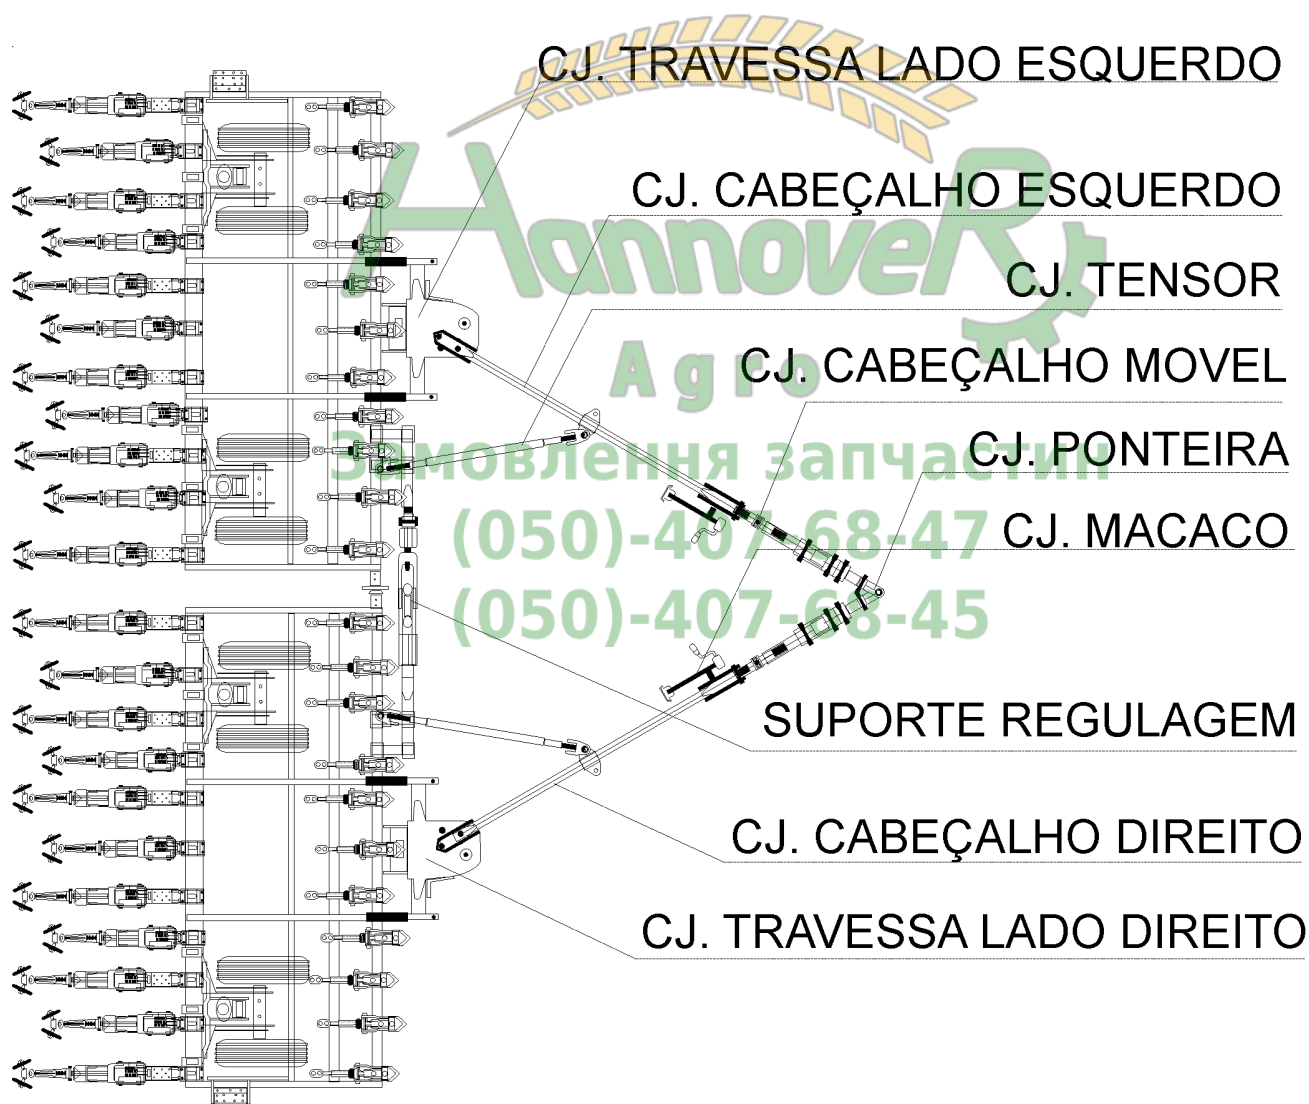 CJ. TRAVESSA LADO ESQUERDO
CJ. CABEÇALHO ESQUERDO
HannoveR
CJ. TENSOR
Agro
CJ. CABEÇALHO MOVEL
Замовлення запчастин
CJ. PONTEIRA
(050)-407-68-47
CJ. MACACO
(050)-407-68-45
SUPORTE REGULAGEM
CJ. CABEÇALHO DIREITO
CJ. TRAVESSA LADO DIREITO